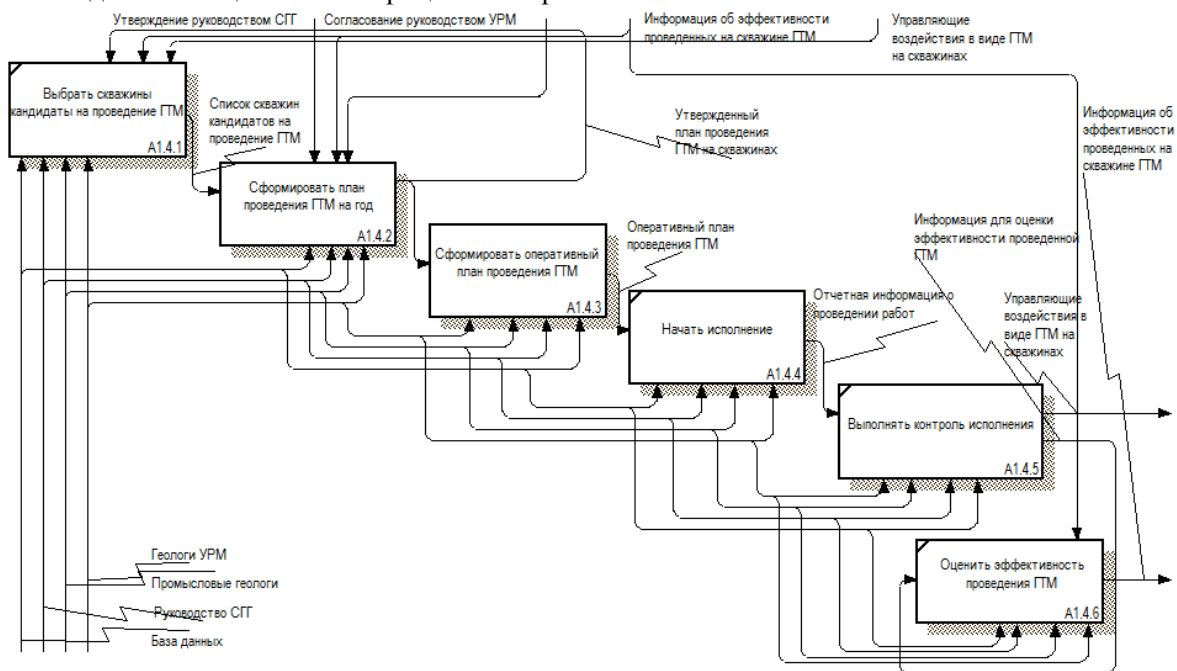 Утверждение руководством СГГ
Согласование руководством УРМ
Информация об эффективности
проведенных на скважине ГТМ
Управляющие
воздействия в виде ГТМ
на скважинах
Выбрать скважины
кандидаты на проведение ГТМ
A1.4.1
Список скважин
кандидатов на
проведение ГТМ
Утвержденный
план проведения
ГТМ на скважинах
Информация об
эффективности
проведенных на
скважине ГТМ
Сформировать план
проведения ГТМ на год
A1.4.2
Сформировать оперативный
план проведения ГТМ
A1.4.3
Оперативный план
проведения ГТМ
Информация для оценки
эффективности проведенной
ГТМ
Начать исполнение
A1.4.4
Отчетная информация о
проведении работ
Управляющие
воздействия в
виде ГТМ на
скважинах
Выполнять контроль исполнения
A1.4.5
Оценить эффективность
проведения ГТМ
A1.4.6
Геологи УРМ
Промысловые геологи
Руководство СГГ
База данных